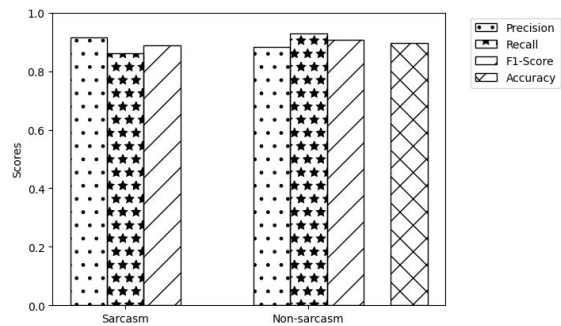 1.0
0.8
0.6
0.4
0.2
0.0
Scores
Sarcasm
Non-sarcasm
Precision
Recall
F1-Score
Accuracy